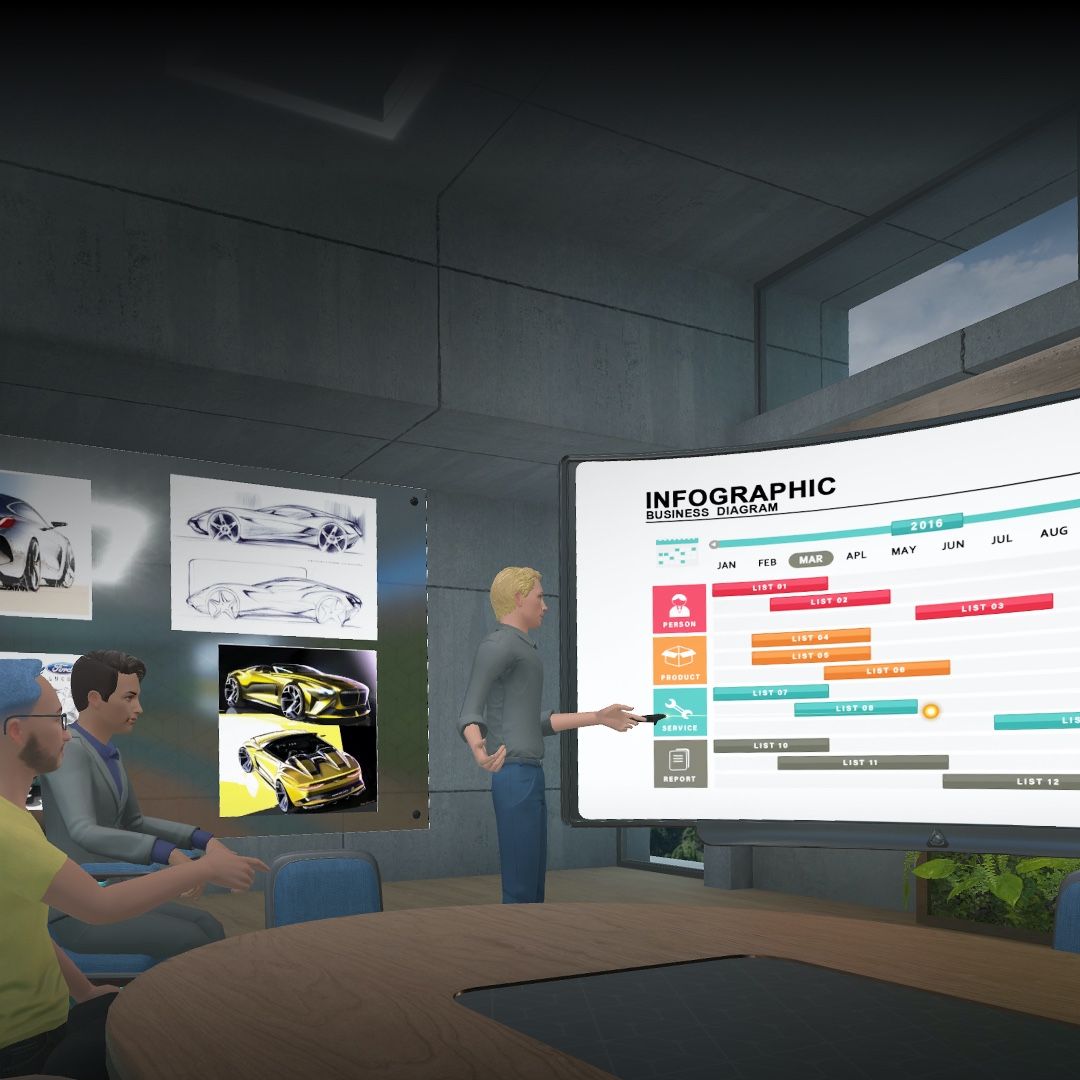 INFOGRAPHIC
BUSINESS DIAGRAM
2016
JAN FEB MAR APL MAY JUN JUL AUG
LIST 01
LIST 02
LIST 03
PERSON
LIST 04
LIST 05
LIST 06
PRODUCT
LIST 07
LIST 08
LIS
SERVICE
LIST 10
LIST 11
LIST 12
REPORT
Ford